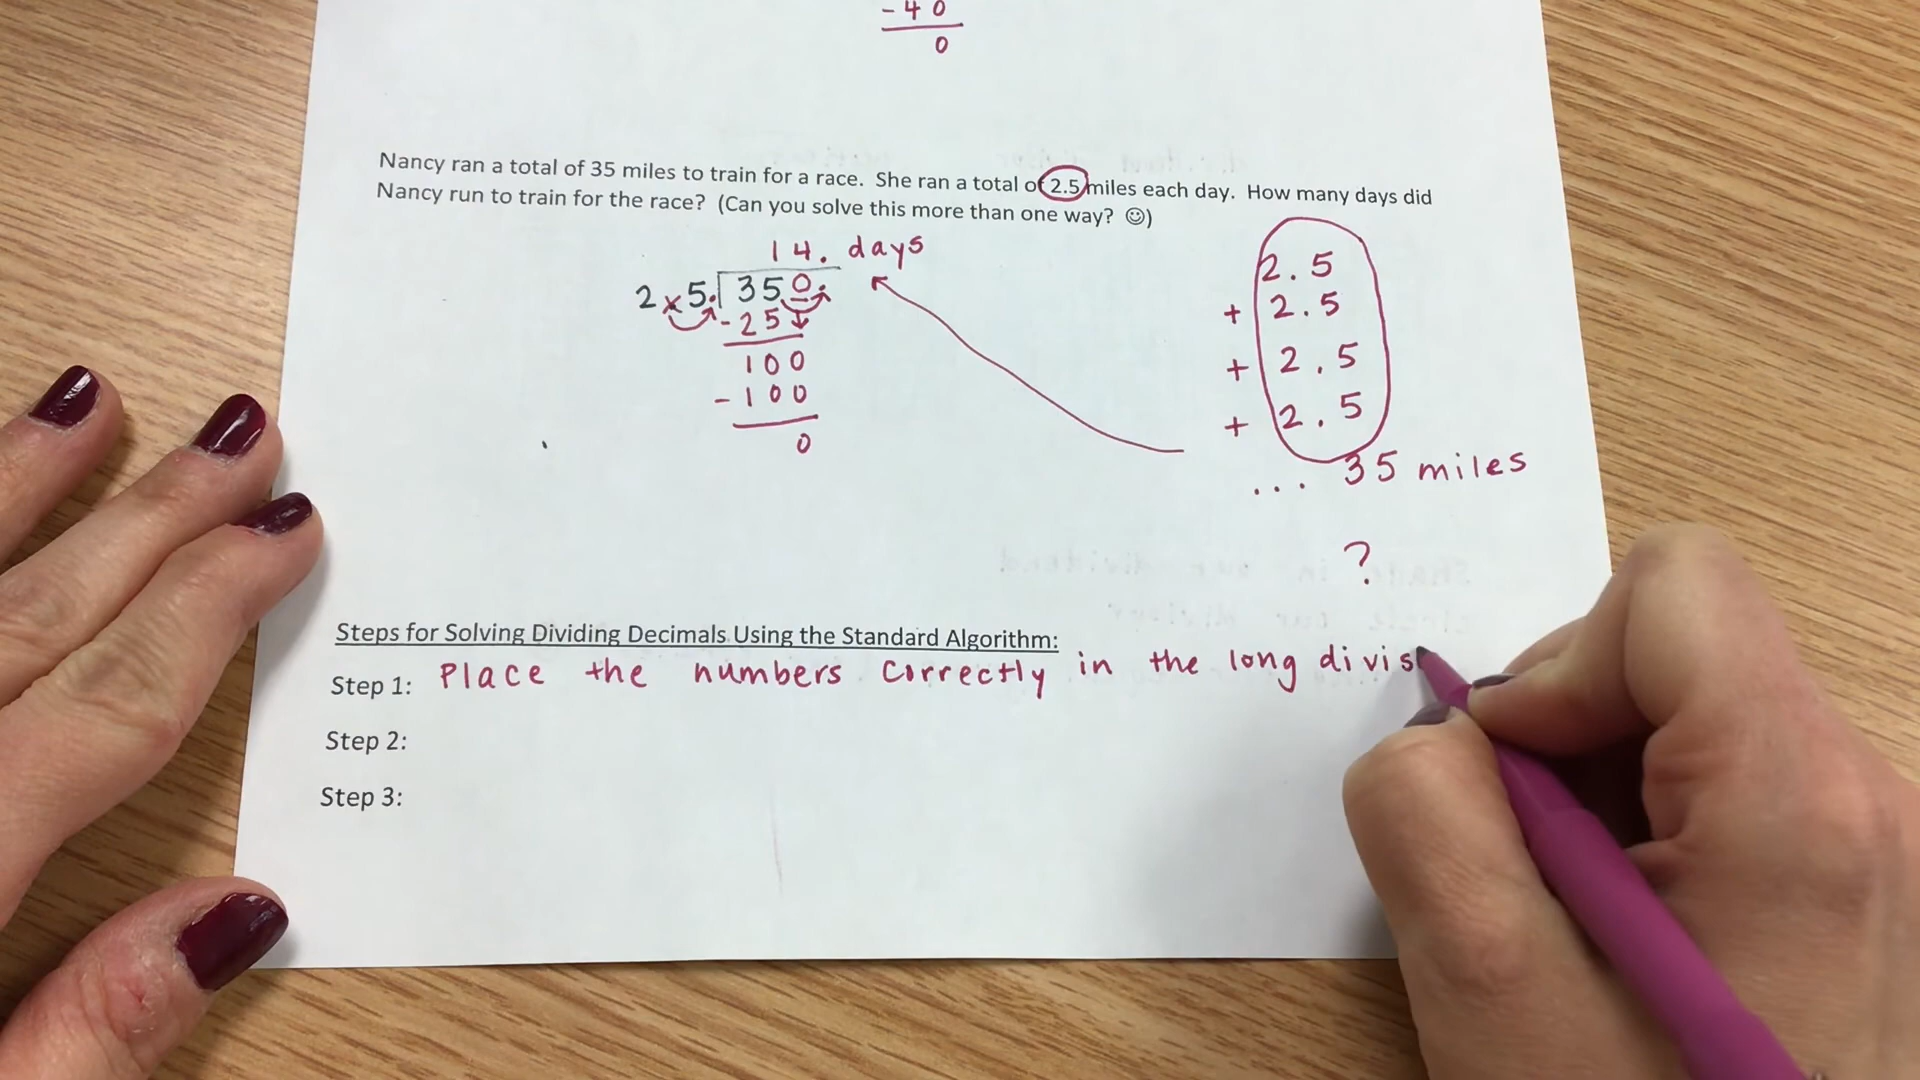 - 4 0
0
Nancy ran a total of 35 miles to train for a race. She ran a total of 2.5 miles each day. How many days did
Nancy run to train for the race? (Can you solve this more than one way? ☺)
14. days
2 x 5. 350.
- 25
100
- 100
0
2.5
+ 2.5
+ 2.5
+ 2.5
... 35 miles
?
Steps for Solving Dividing Decimals Using the Standard Algorithm:
Step 1: Place the numbers correctly in the long divis
Step 2:
Step 3: